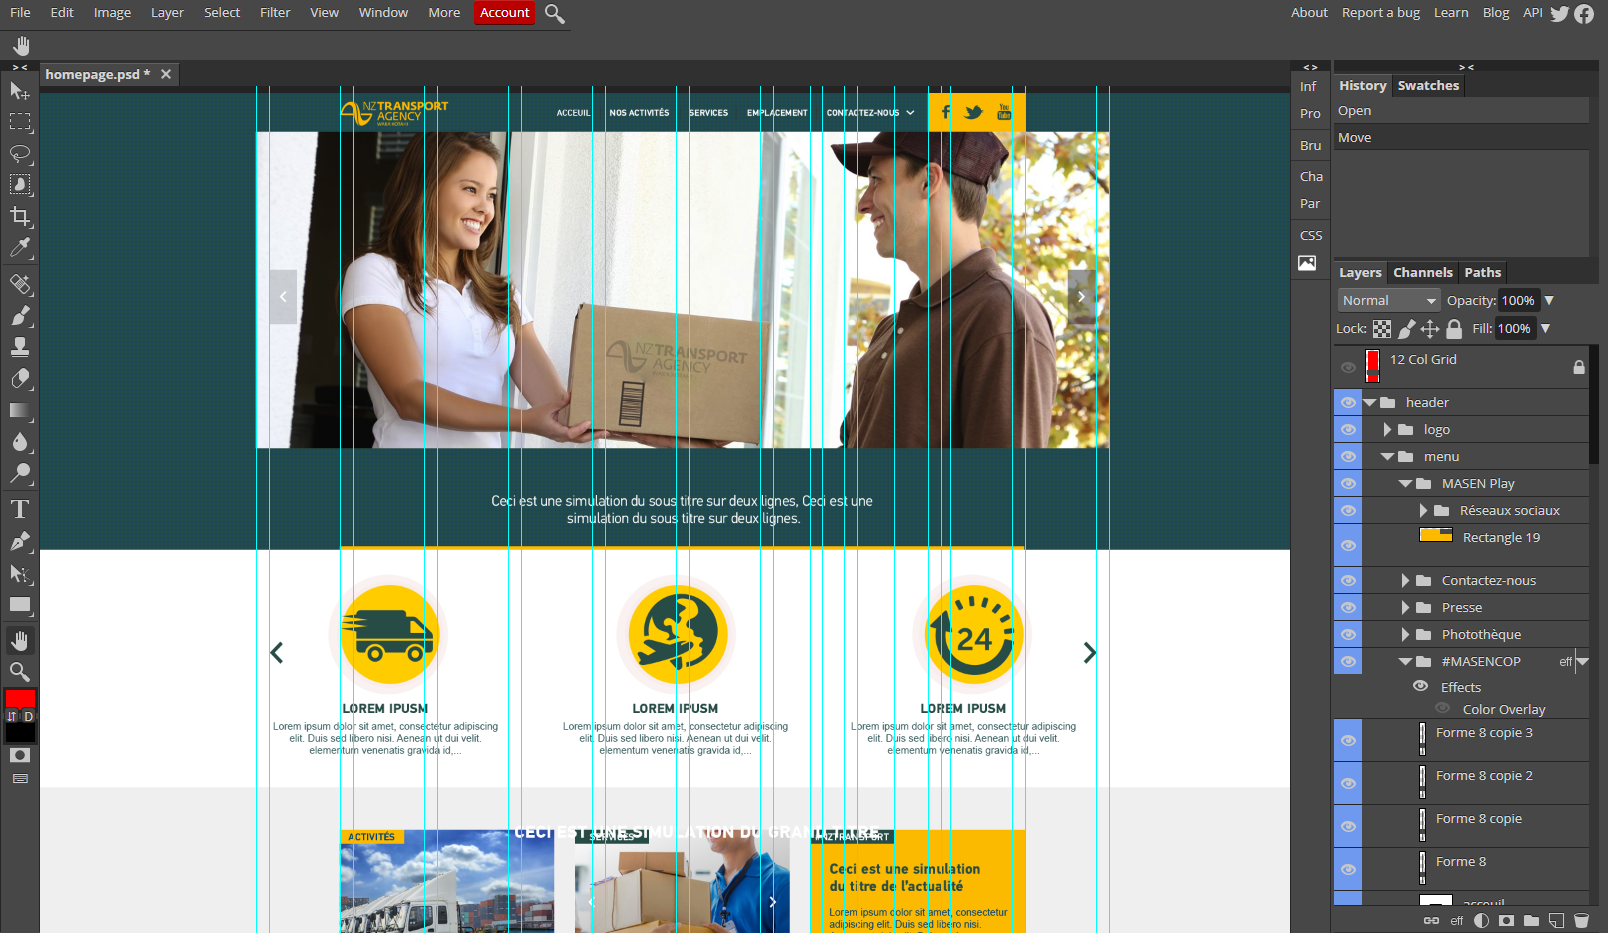 File Edit Image Layer Select Filter View Window More Account
About Report a bug Learn Blog API
> <
homepage.psd *
< >
> <
Inf
Pro
Bru
Cha
Par
CSS
History Swatches
Open
Move
Layers Channels Paths
Normal Opacity: 100%
Lock: Fill: 100%
12 Col Grid
header
logo
menu
MASEN Play
Réseaux sociaux
Rectangle 19
Contactez-nous
Presse
Photothèque
#MASENCOP eff
Effects
Color Overlay
Forme 8 copie 3
Forme 8 copie 2
Forme 8 copie
Forme 8
acceuil
eff
D
NZTRANSPORT
AGENCY
WAKA KOTAHI
ACCEUIL NOS ACTIVITÉS SERVICES EMPLACEMENT CONTACTEZ-NOUS
You
Tube
NZTRANSPORT
AGENCY
Ceci est une simulation du sous titre sur deux lignes, Ceci est une
simulation du sous titre sur deux lignes.
24
LOREM IPUSM
Lorem ipsum dolor sit amet, consectetur adipiscing
elit. Duis sed libero nisi. Aenean ut dui velit.
elementum venenatis gravida id,...
LOREM IPUSM
Lorem ipsum dolor sit amet, consectetur adipiscing
elit. Duis sed libero nisi. Aenean ut dui velit.
elementum venenatis gravida id,...
LOREM IPUSM
Lorem ipsum dolor sit amet, consectetur adipiscing
elit. Duis sed libero nisi. Aenean ut dui velit.
elementum venenatis gravida id,...
CECI EST UNE SIMULATION DU GRAND TITRE
ACTIVITÉS
SERVICES
#NZTRANSPORT
Ceci est une simulation
du titre de l'actualité
Lorem ipsum dolor sit amet, consectetur
adipiscing elit. Duis sed libero nisl. Aenean